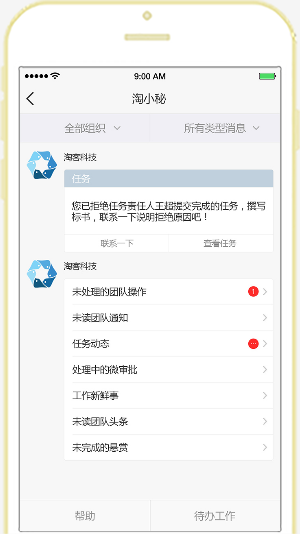 9:00 AM
淘小秘
全部组织
所有类型消息
淘客科技
任务
您已拒绝任务责任人王超提交完成的任务，撰写
标书，联系一下说明拒绝原因吧！
联系一下
查看任务
淘客科技
未处理的团队操作
1
未读团队通知
任务动态
···
处理中的微审批
工作新鲜事
未读团队头条
未完成的悬赏
帮助
待办工作